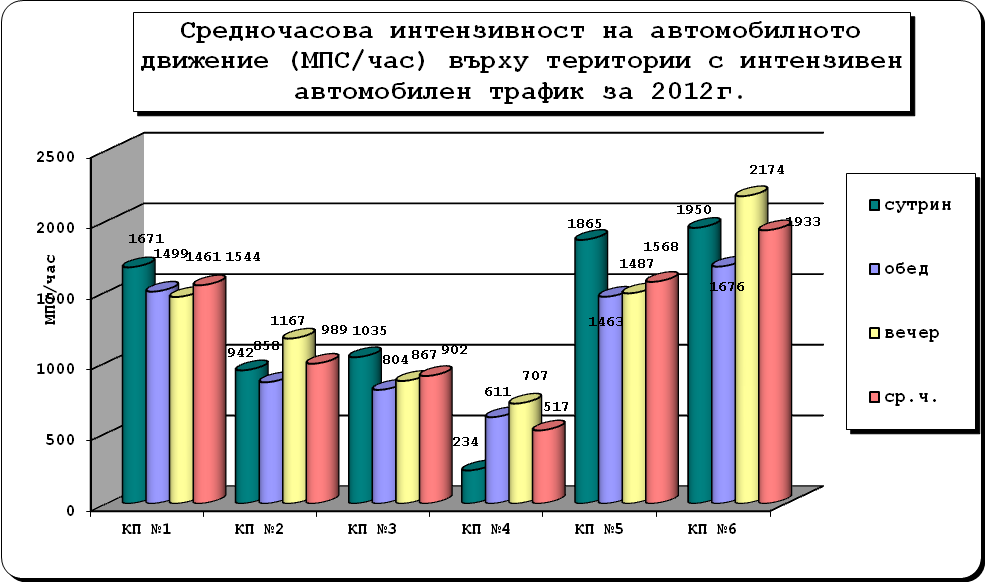 Средночасова интензивност на автомобилното
движение (МПС/час) върху територии с интензивен
автомобилен трафик за 2012г.
МПС/час
2500
2000
1500
1000
500
0
1671 1499 1461 1544
942 858 1167 989
1035 804 867 902
234 611 707 517
1865 1463 1487 1568
1950 1676 2174 1933
КП №1 КП №2 КП №3 КП №4 КП №5 КП №6
сутрин
обед
вечер
ср.ч.